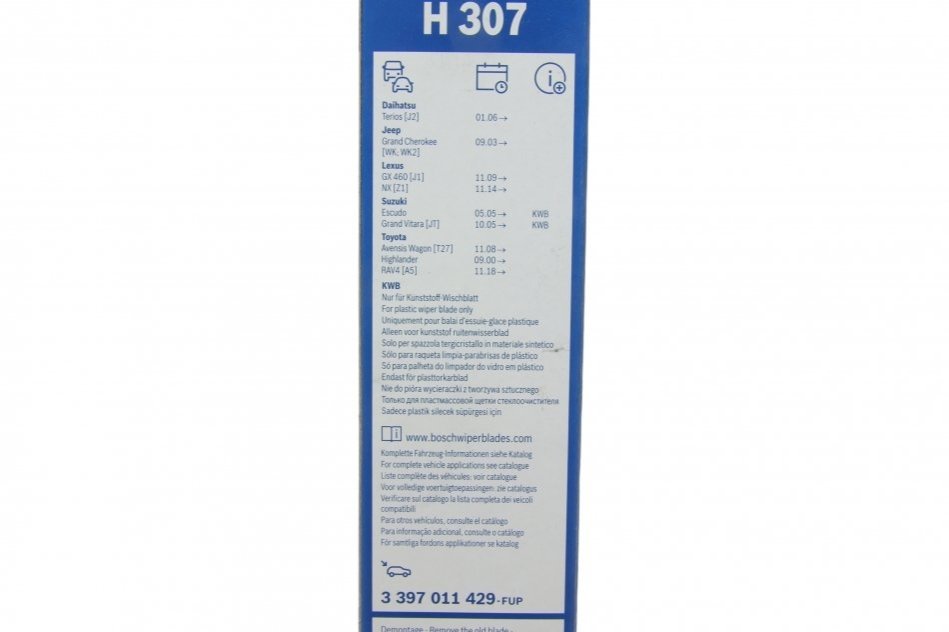 H 307
Daihatsu
Terios [J2] 01.06→
Jeep
Grand Cherokee 09.03→
[WK; WK2]
Lexus
GX 460 [J1] 11.09→
NX [Z1] 11.14→
Suzuki
Escudo 05.05→ KWB
Grand Vitara [JT] 10.05→ KWB
Toyota
Avensis Wagon [T27] 11.08→
Highlander 09.00→
RAV4 [A5] 11.18→
KWB
Nur für Kunststoff-Wischblatt
For plastic wiper blade only
Uniquement pour balai d'essuie-glace plastique
Alleen voor kunststof ruitenwisserblad
Solo per spazzola tergicristallo in materiale sintetico
Sólo para raqueta limpia-parabrisas de plástico
Só para palheta do limpador do vidro em plástico
Endast för plasttorkarblad
Nie do pióra wycieraczki z tworzywa sztucznego
Только для пластмассовой щетки стеклоочистителя
Sadece plastik silecek süpürgesi için
www.boschwiperblades.com
Komplette Fahrzeug-Informationen siehe Katalog
For complete vehicle applications see catalogue
Liste complète des véhicules: voir catalogue
Voor volledige voertuigtoepassingen: zie catalogus
Verificare sul catalogo la lista completa dei veicoli
compatibili
Para otros vehículos, consulte el catálogo
Para informação adicional, consulte o catálogo
För samtliga fordons applikationer se katalog
3 397 011 429-FUP
Demontage - Remove the old blade -